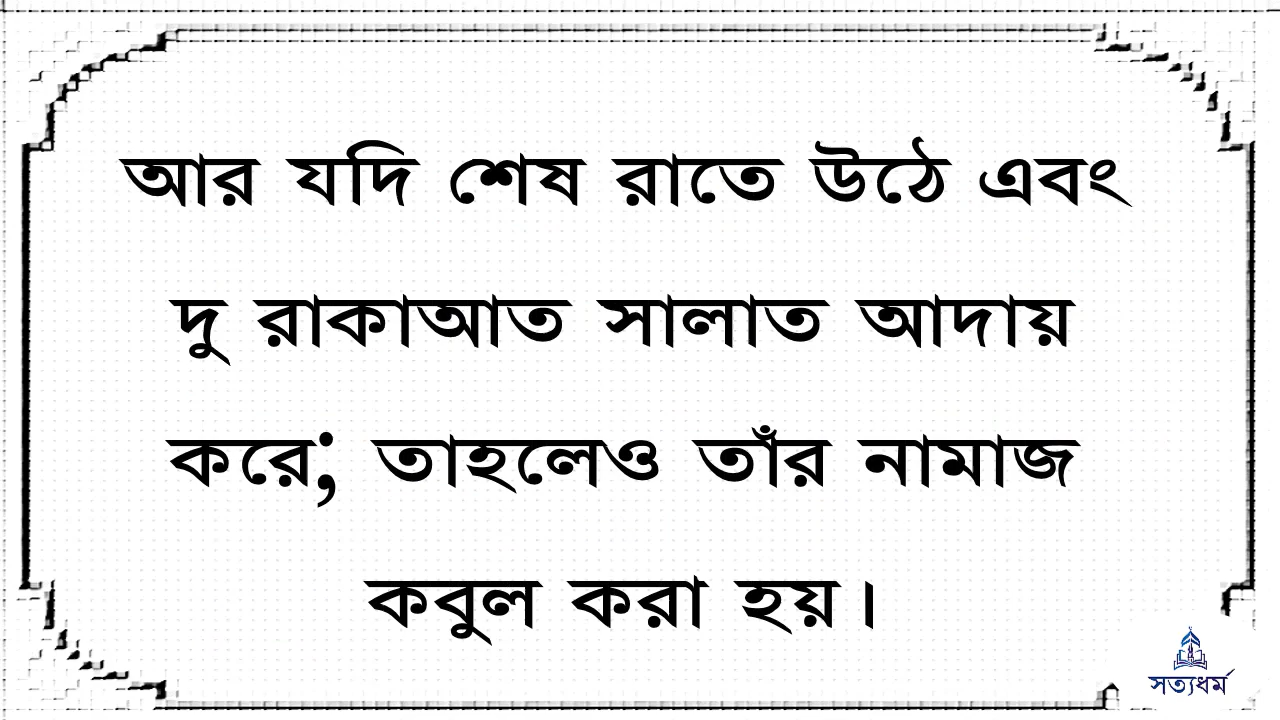 আর যদি শেষ রাতে উঠে এবং
দু রাকাআত সালাত আদায়
করে; তাহলেও তাঁর নামাজ
কবুল করা হয়।
সত্যধর্ম